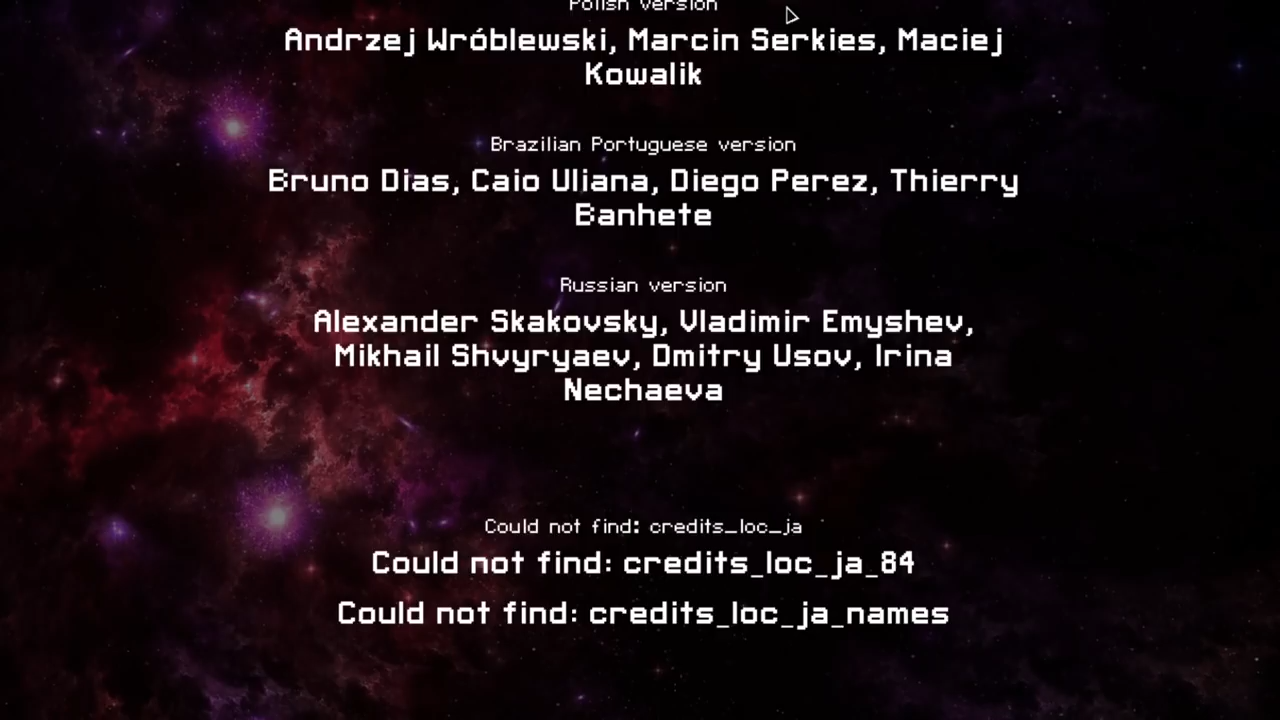 Polish version
Andrzej Wróblewski, Marcin Serkies, Maciej
Kowalik
Brazilian Portuguese version
Bruno Dias, Caio Uliana, Diego Perez, Thierry
Banhete
Russian version
Alexander Skakovsky, Vladimir Emyshev,
Mikhail Shvyryaev, Dmitry Usov, Irina
Nechaeva
Could not find: credits_loc_ja
Could not find: credits_loc_ja_84
Could not find: credits_loc_ja_names